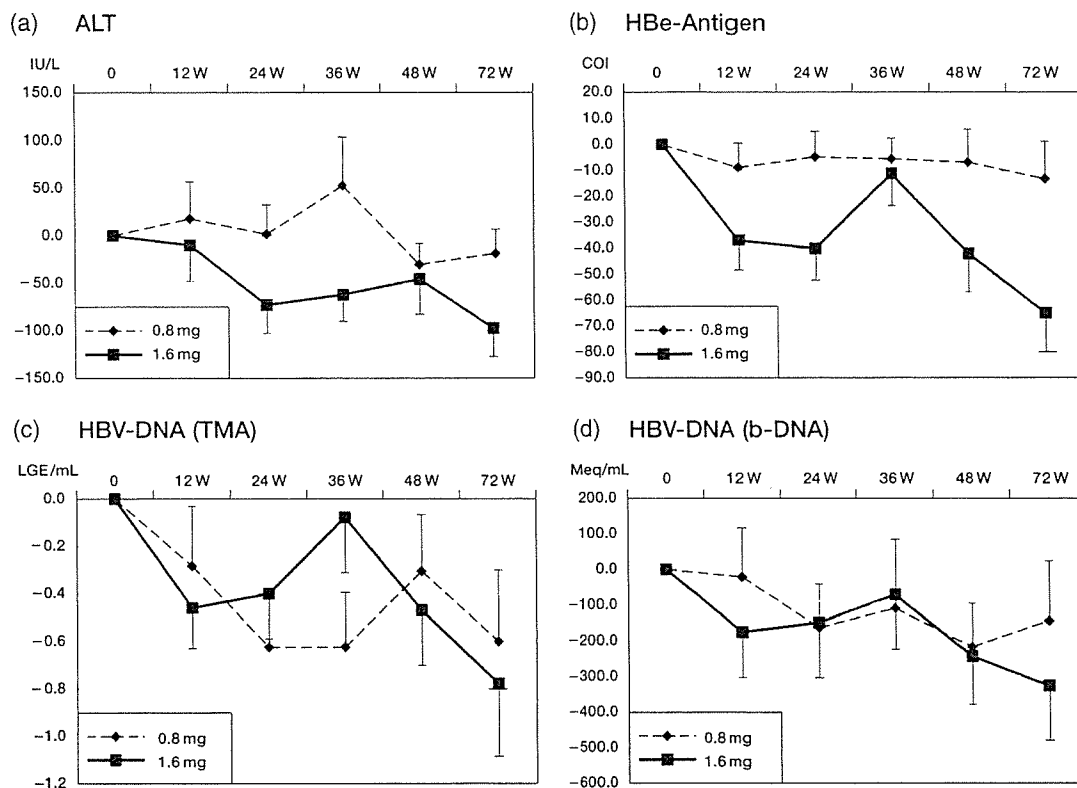 (a) ALT
IU/L
0 12 W 24 W 36 W 48 W 72 W
150.0
100.0
50.0
0.0
−50.0
−100.0
−150.0
0.8 mg
1.6 mg
(b) HBe-Antigen
COI
0 12 W 24 W 36 W 48 W 72 W
20.0
10.0
0.0
−10.0
−20.0
−30.0
−40.0
−50.0
−60.0
−70.0
−80.0
−90.0
0.8 mg
1.6 mg
(c) HBV-DNA (TMA)
LGE/mL
0 12 W 24 W 36 W 48 W 72 W
0.0
−0.2
−0.4
−0.6
−0.8
−1.0
−1.2
0.8 mg
1.6 mg
(d) HBV-DNA (b-DNA)
Meq/mL
0 12 W 24 W 36 W 48 W 72 W
200.0
100.0
0.0
−100.0
−200.0
−300.0
−400.0
−500.0
−600.0
0.8 mg
1.6 mg